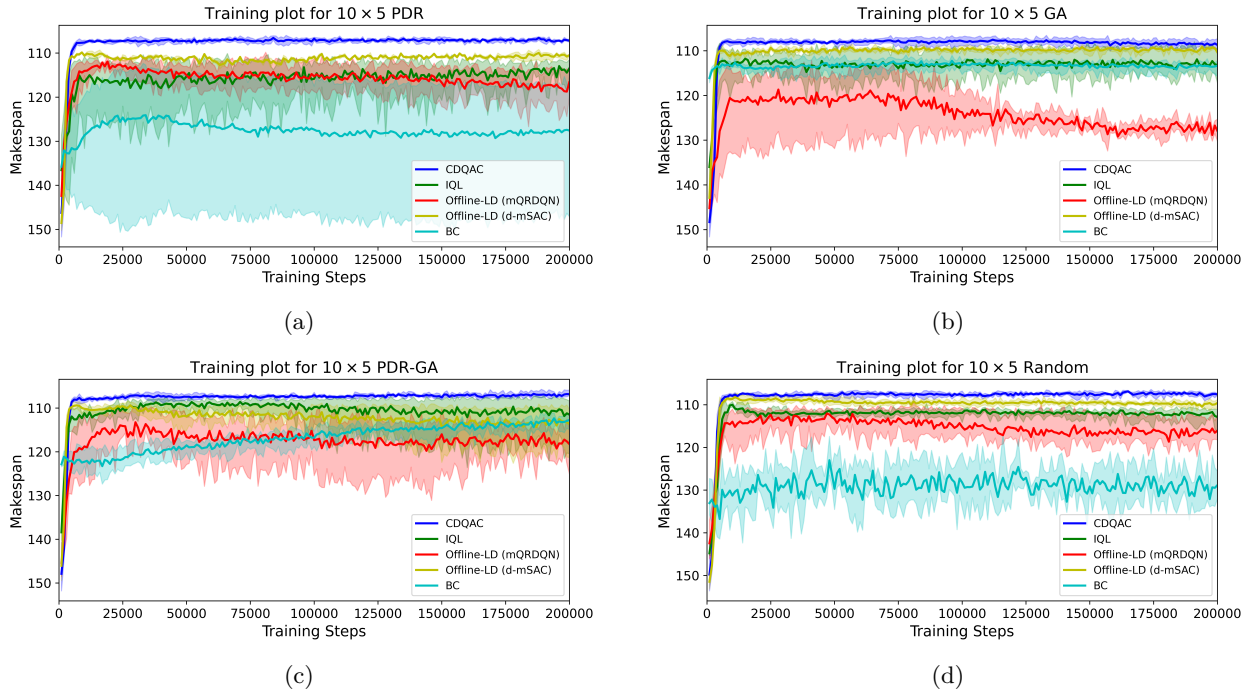 Training plot for 10 × 5 PDR
Makespan
110
120
130
140
150
0 25000 50000 75000 100000 125000 150000 175000 200000
Training Steps
CDQAC
IQL
Offline-LD (mQRDQN)
Offline-LD (d-mSAC)
BC
(a)
Training plot for 10 × 5 GA
Makespan
110
120
130
140
150
0 25000 50000 75000 100000 125000 150000 175000 200000
Training Steps
CDQAC
IQL
Offline-LD (mQRDQN)
Offline-LD (d-mSAC)
BC
(b)
Training plot for 10 × 5 PDR-GA
Makespan
110
120
130
140
150
0 25000 50000 75000 100000 125000 150000 175000 200000
Training Steps
CDQAC
IQL
Offline-LD (mQRDQN)
Offline-LD (d-mSAC)
BC
(c)
Training plot for 10 × 5 Random
Makespan
110
120
130
140
150
0 25000 50000 75000 100000 125000 150000 175000 200000
Training Steps
CDQAC
IQL
Offline-LD (mQRDQN)
Offline-LD (d-mSAC)
BC
(d)